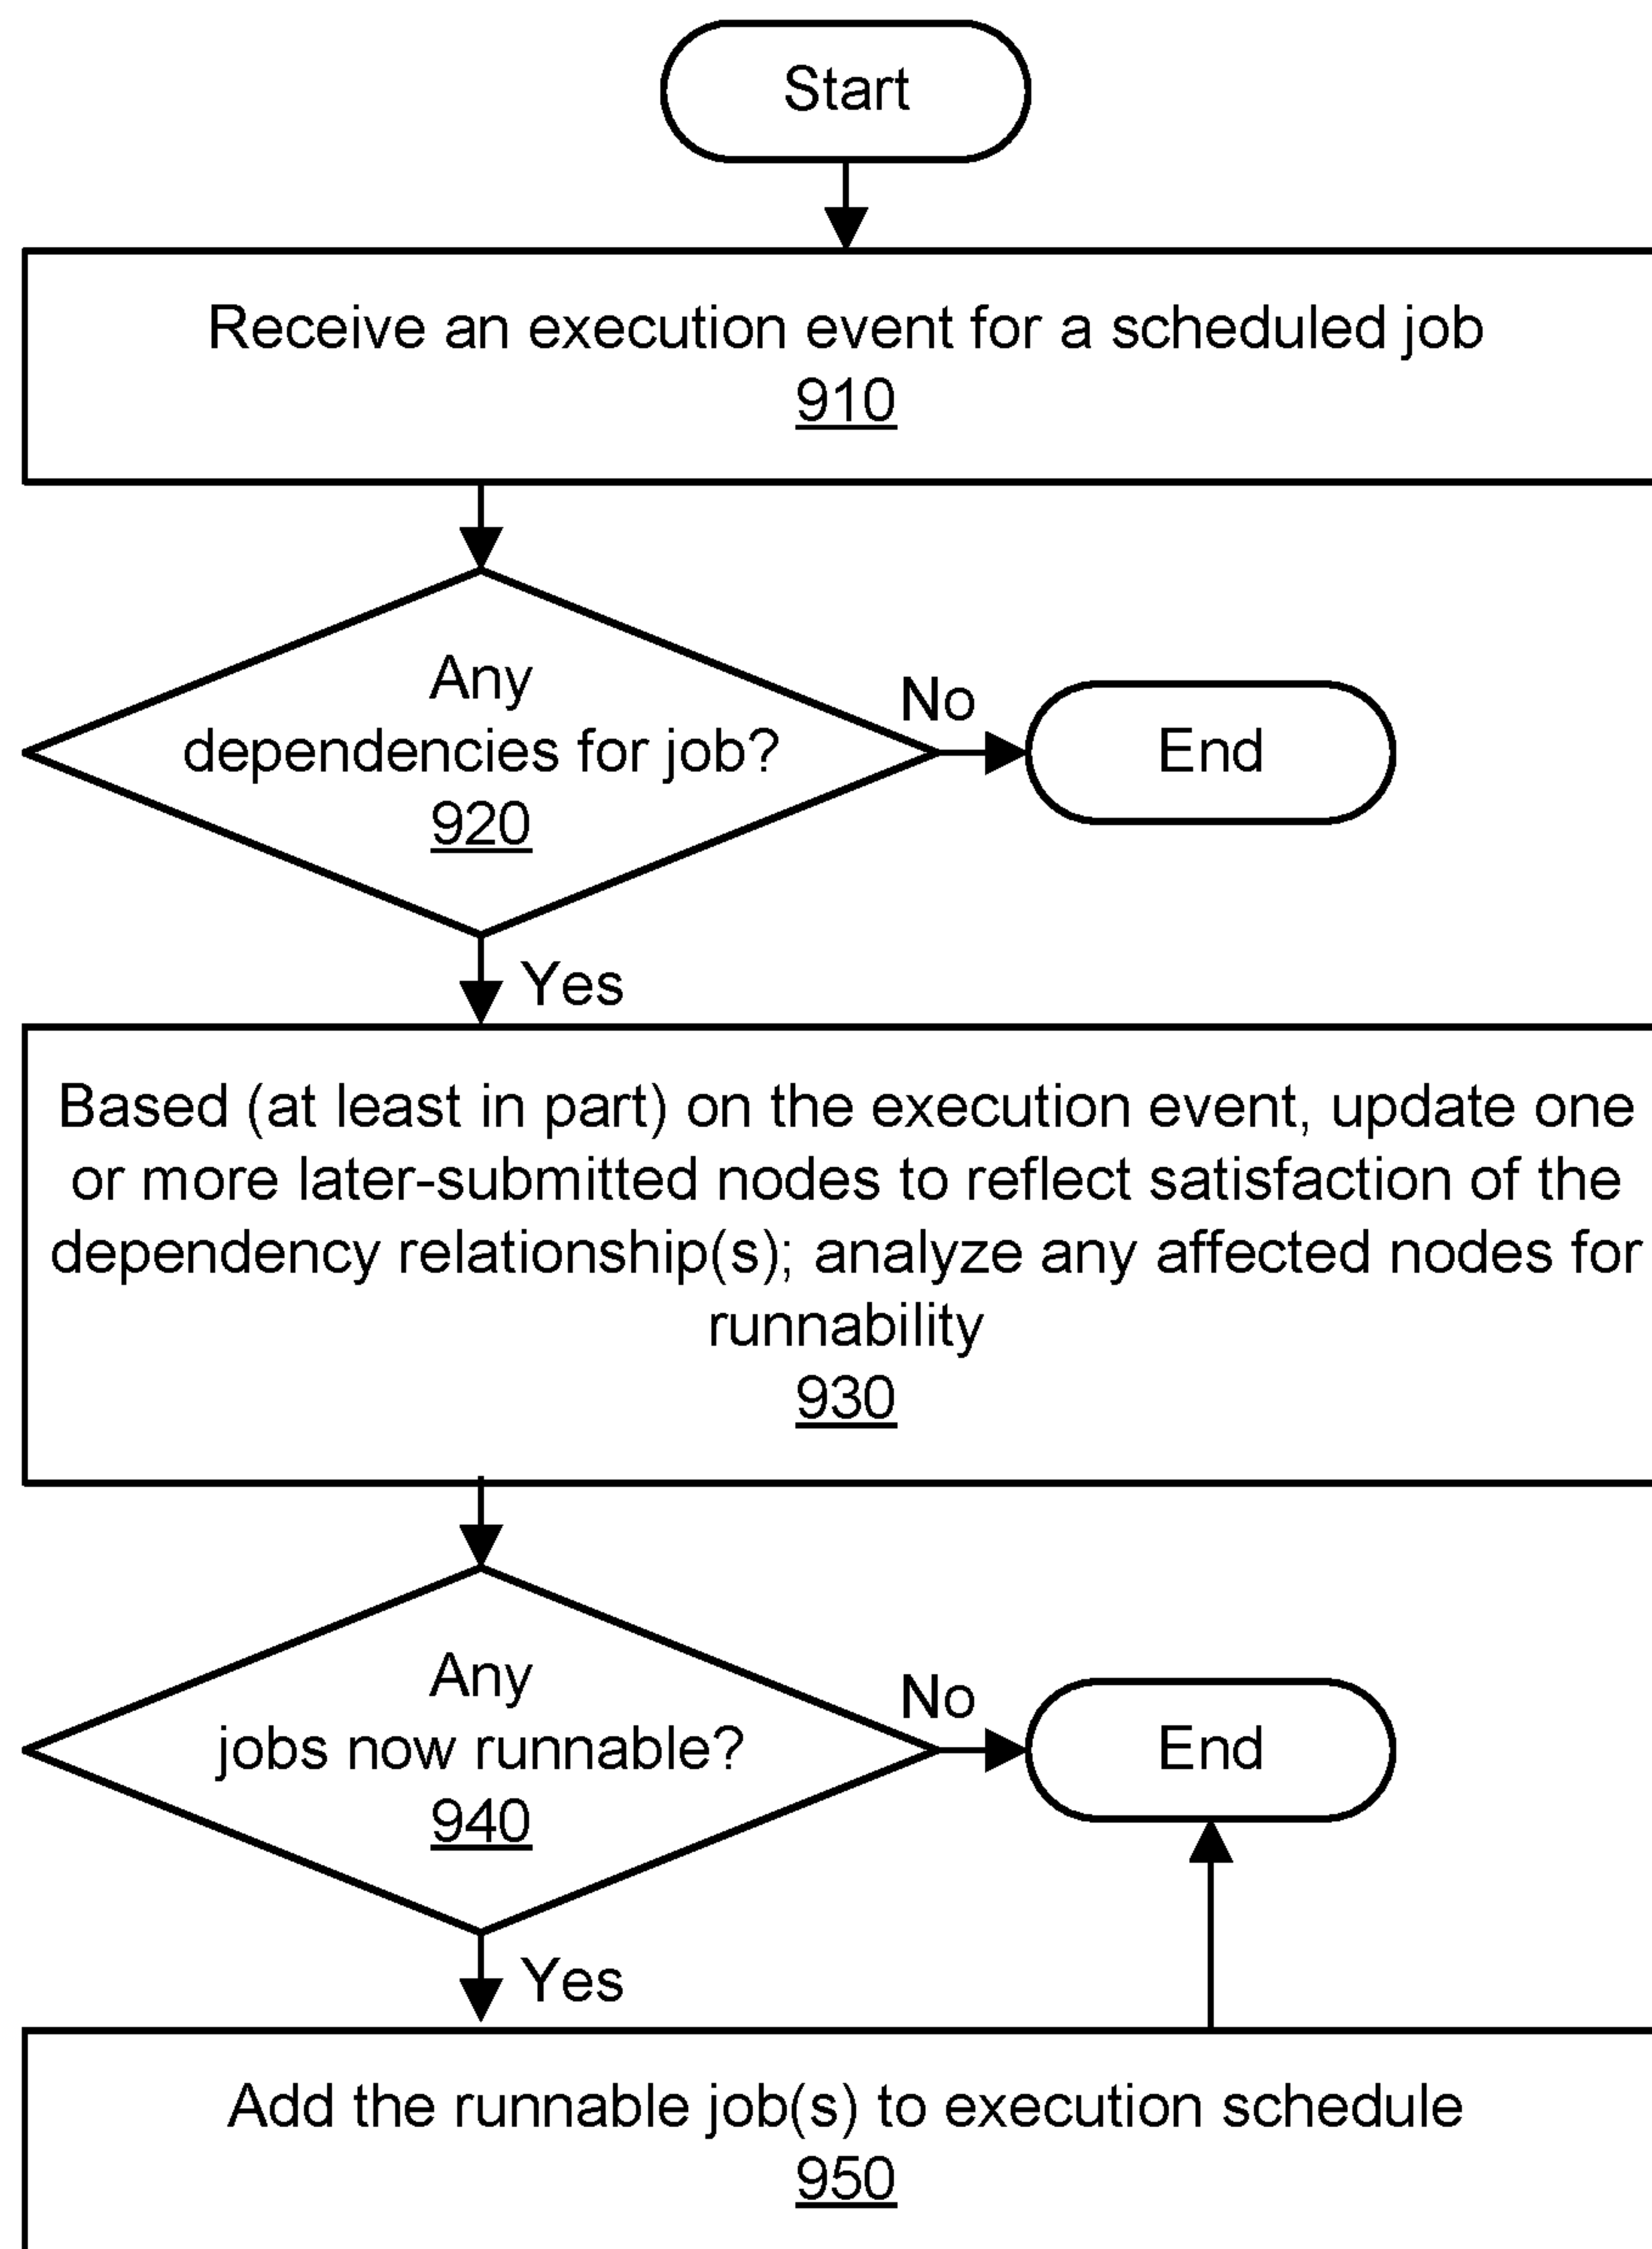 Start
Receive an execution event for a scheduled job
910
Any
dependencies for job?
920
No
End
Yes
Based (at least in part) on the execution event, update one
or more later-submitted nodes to reflect satisfaction of the
dependency relationship(s); analyze any affected nodes for
runnability
930
Any
jobs now runnable?
940
No
End
Yes
Add the runnable job(s) to execution schedule
950